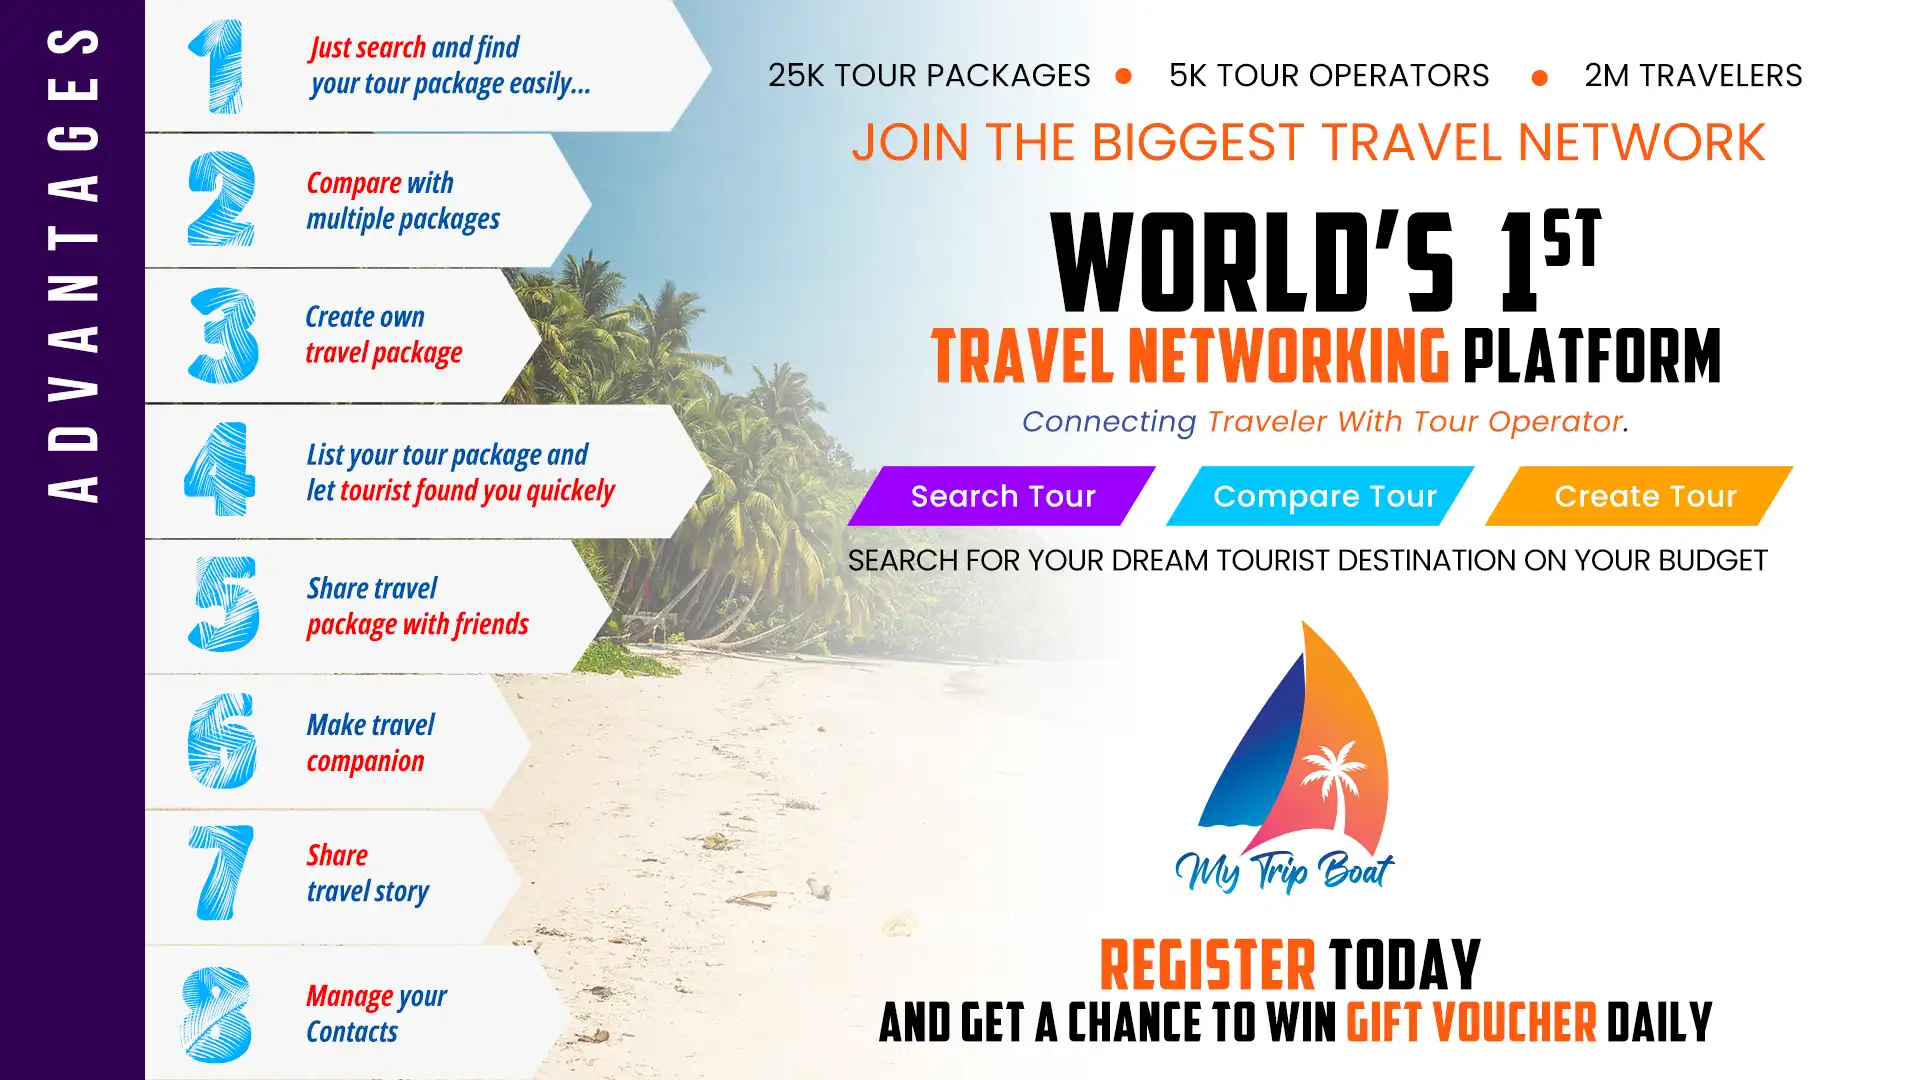 ADVANTAGES
1
Just search and find
your tour package easily...
2
Compare with
multiple packages
3
Create own
travel package
4
List your tour package and
let tourist found you quickely
5
Share travel
package with friends
6
Make travel
companion
7
Share
travel story
8
Manage your
Contacts
25K TOUR PACKAGES • 5K TOUR OPERATORS • 2M TRAVELERS
JOIN THE BIGGEST TRAVEL NETWORK
WORLD'S 1ST
TRAVEL NETWORKING PLATFORM
Connecting Traveler With Tour Operator.
Search Tour Compare Tour Create Tour
SEARCH FOR YOUR DREAM TOURIST DESTINATION ON YOUR BUDGET
My Trip Boat
REGISTER TODAY
AND GET A CHANCE TO WIN GIFT VOUCHER DAILY